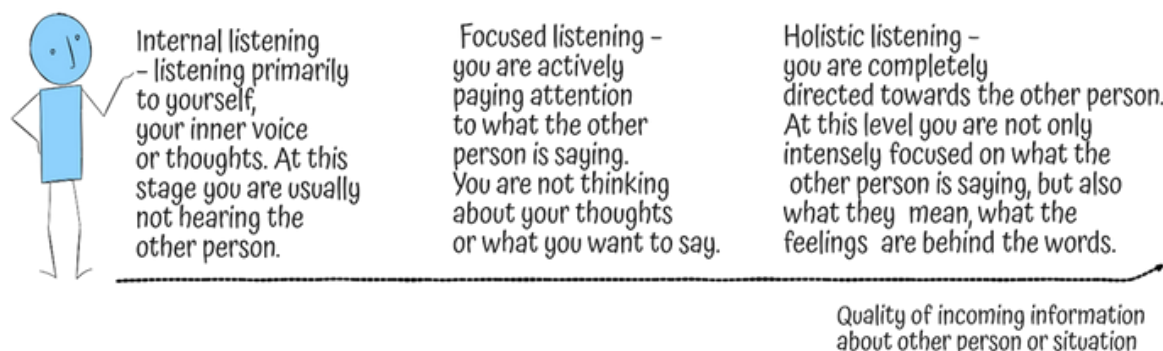 Internal listening
– listening primarily
to yourself,
your inner voice
or thoughts. At this
stage you are usually
not hearing the
other person.
Focused listening –
you are actively
paying attention
to what the other
person is saying.
You are not thinking
about your thoughts
or what you want to say.
Holistic listening –
you are completely
directed towards the other person.
At this level you are not only
intensely focused on what the
other person is saying, but also
what they mean, what the
feelings are behind the words.
Quality of incoming information
about other person or situation